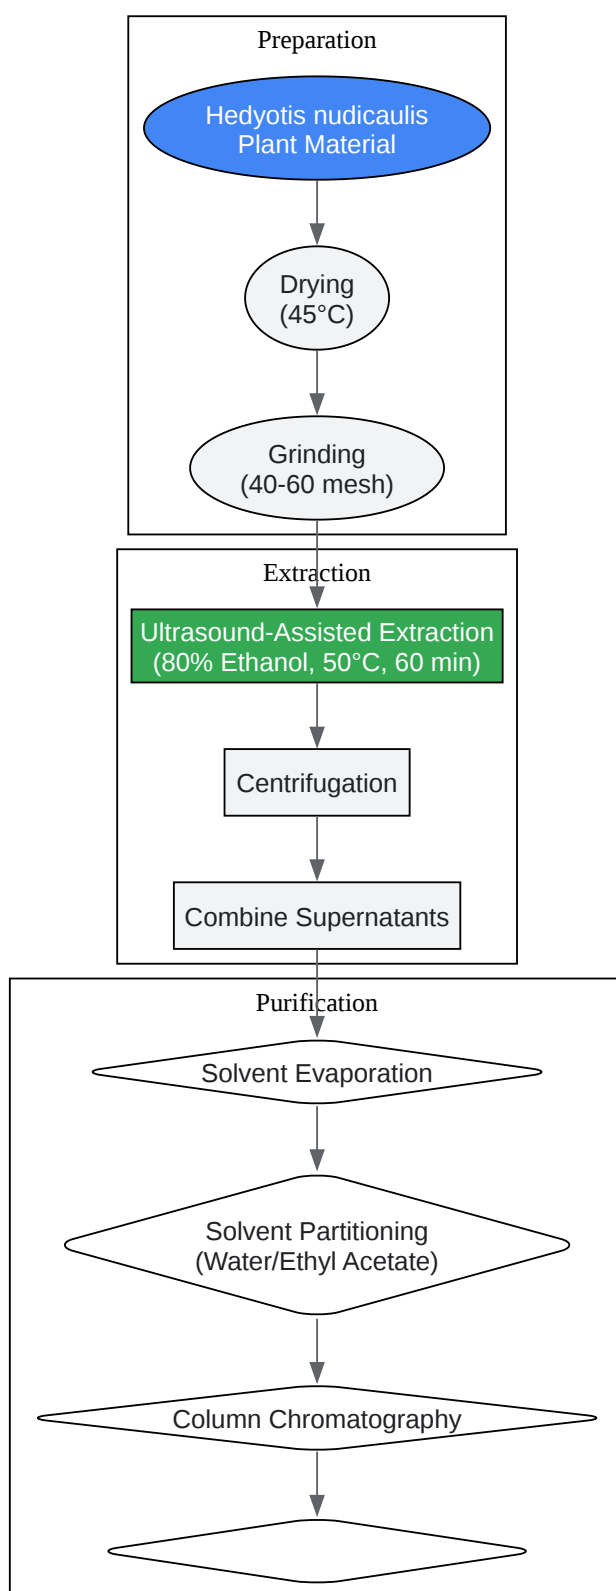 Preparation
Hedyotis nudicaulis
Plant Material
Drying
(45°C)
Grinding
(40-60 mesh)
Extraction
Ultrasound-Assisted Extraction
(80% Ethanol, 50°C, 60 min)
Centrifugation
Combine Supernatants
Purification
Solvent Evaporation
Solvent Partitioning
(Water/Ethyl Acetate)
Column Chromatography